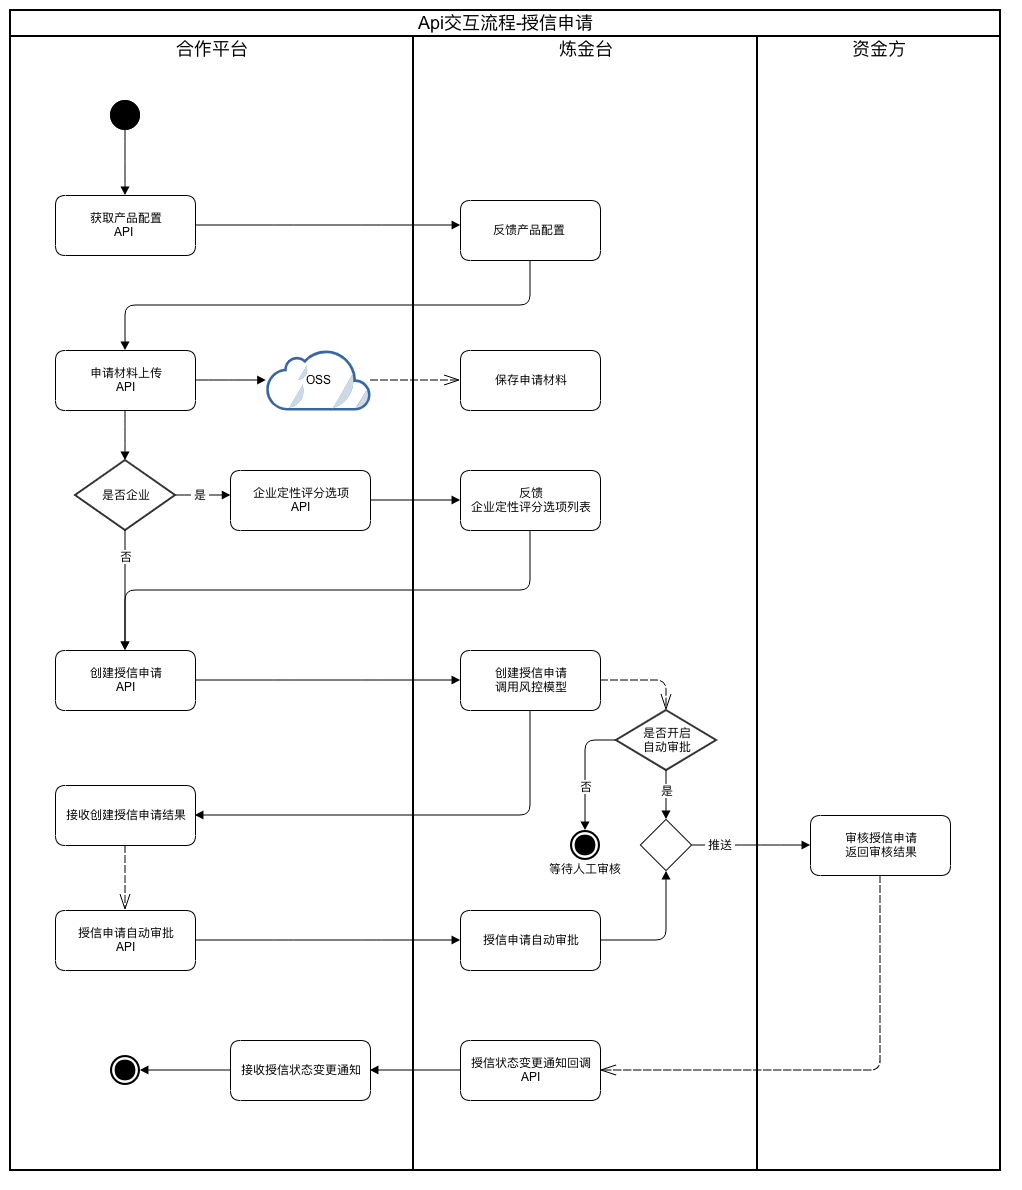 Api交互流程-授信申请
合作平台
炼金台
资金方
获取产品配置
API
反馈产品配置
申请材料上传
API
OSS
保存申请材料
是否企业
是
企业定性评分选项
API
反馈
企业定性评分选项列表
否
创建授信申请
API
创建授信申请
调用风控模型
是否开启
自动审批
否
是
接收创建授信申请结果
推送
审核授信申请
返回审核结果
等待人工审核
授信申请自动审批
API
授信申请自动审批
接收授信状态变更通知
授信状态变更通知回调
API